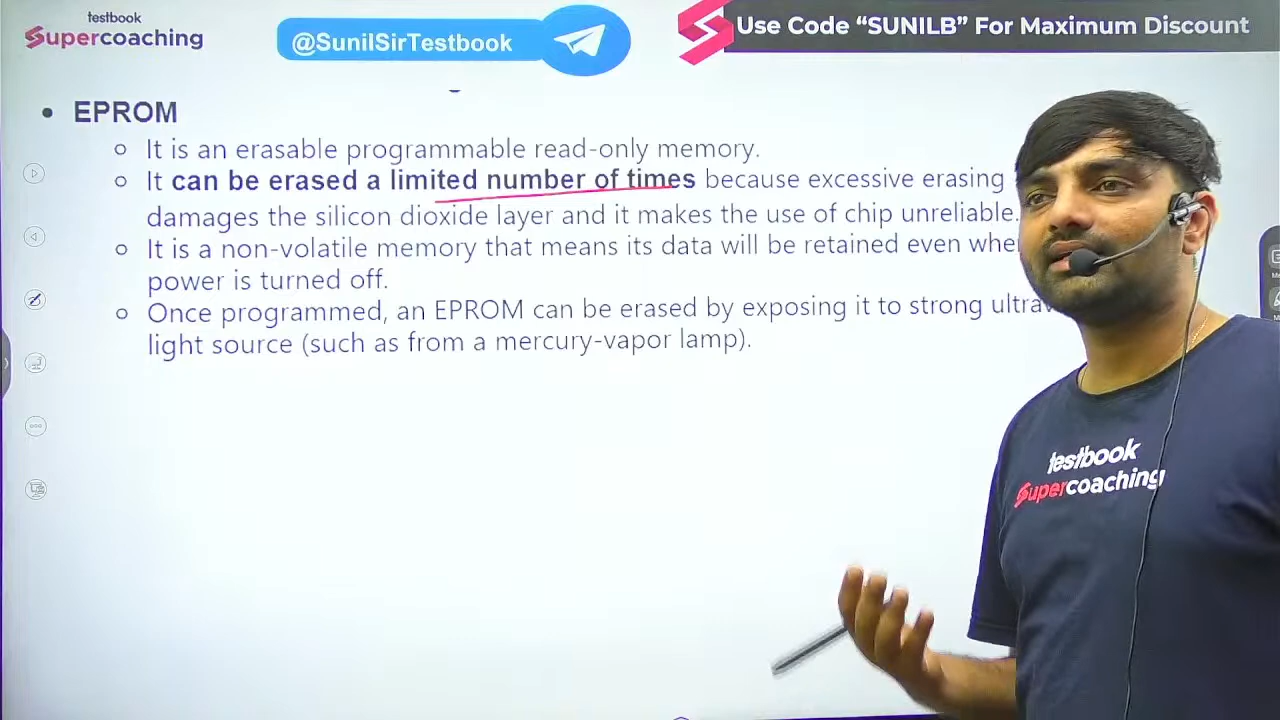 testbook
Supercoaching
@SunilSirTestbook
Use Code “SUNILB” For Maximum Discount
• EPROM
○ It is an erasable programmable read-only memory.
○ It can be erased a limited number of times because excessive erasing
damages the silicon dioxide layer and it makes the use of chip unreliable.
○ It is a non-volatile memory that means its data will be retained even
power is turned off.
○ Once programmed, an EPROM can be erased by exposing it to strong
light source (such as from a mercury-vapor lamp).
testbook
Supercoaching